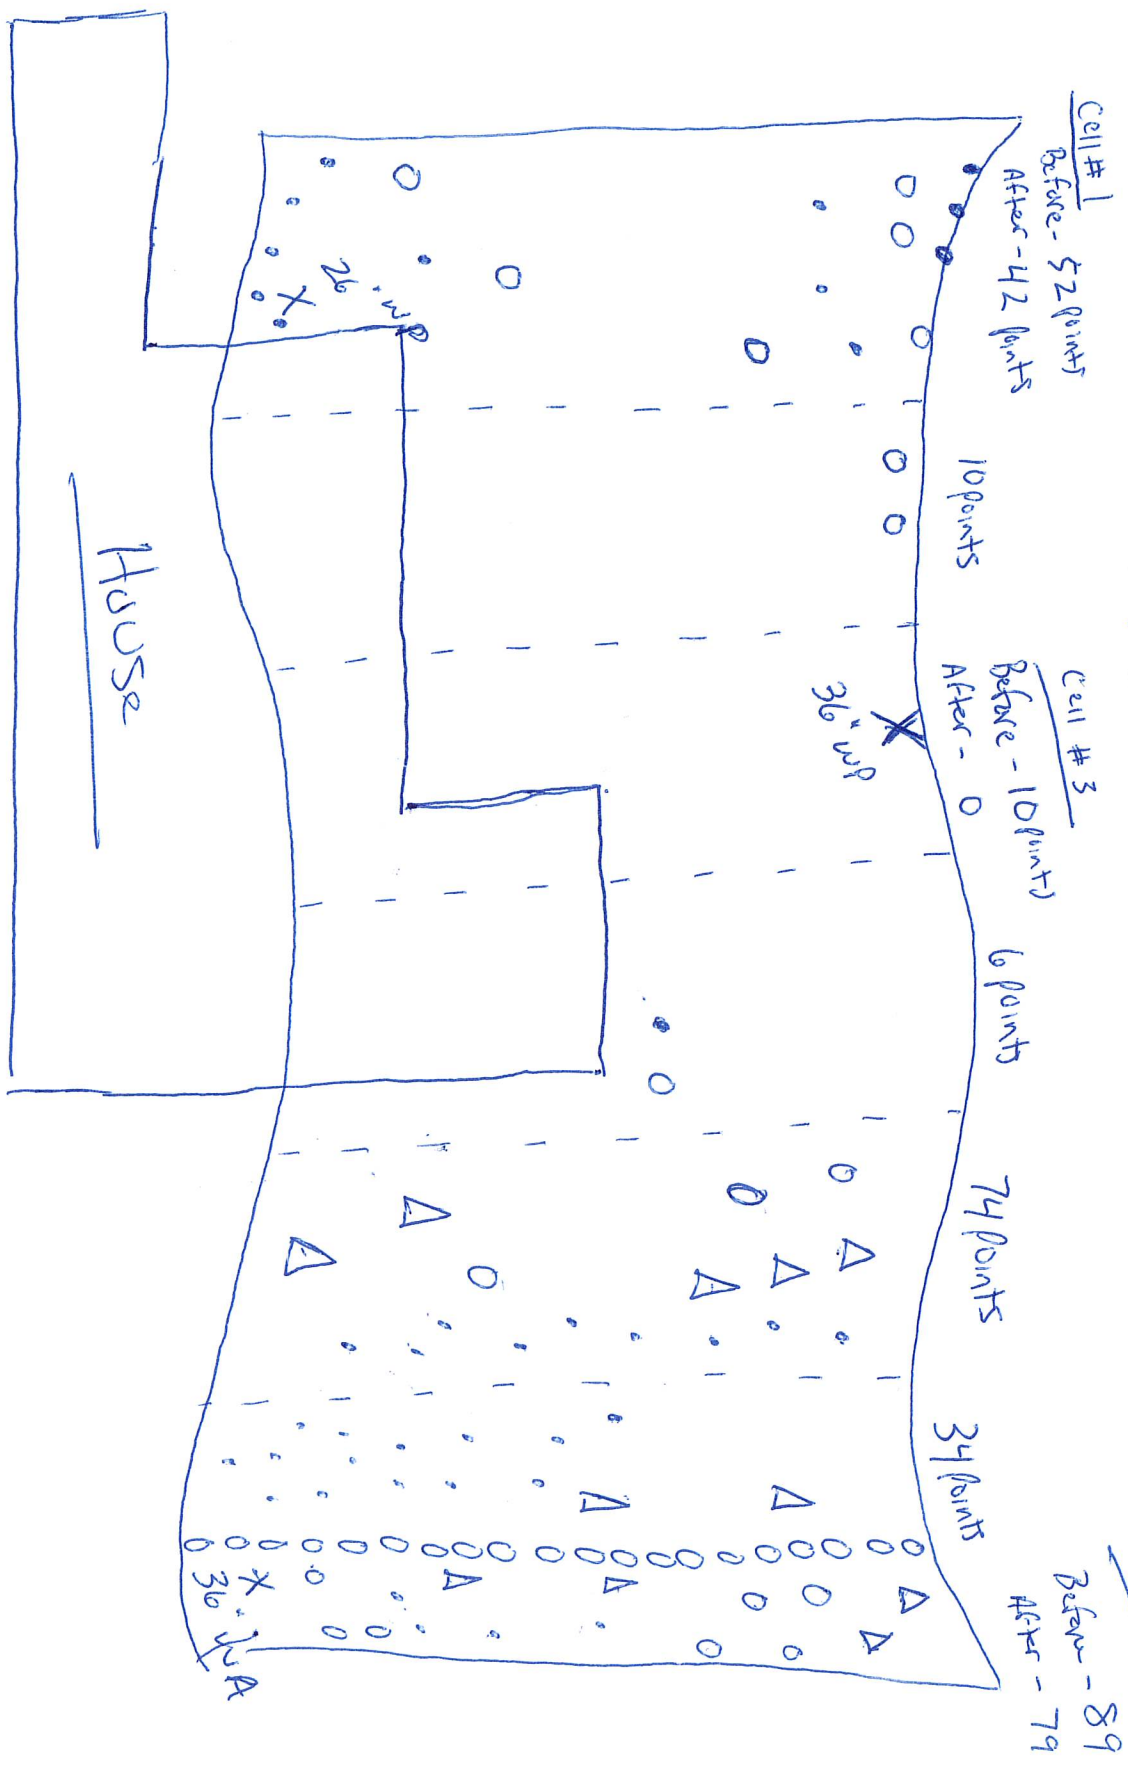 Cell # 1
Before - 52 points
After - 42 points
26" WP
10 points
Cell # 3
Before - 10 points
After - 0
36" WP
6 points
74 points
34 points
Before - 89
After - 79
36" WA
House